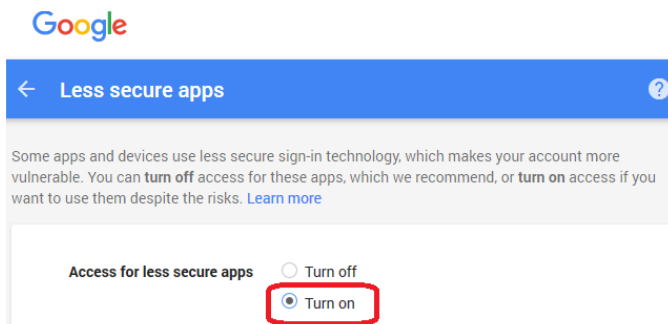 Google
Less secure apps
?
Some apps and devices use less secure sign-in technology, which makes your account more
vulnerable. You can turn off access for these apps, which we recommend, or turn on access if you
want to use them despite the risks. Learn more
Access for less secure apps
Turn off
Turn on